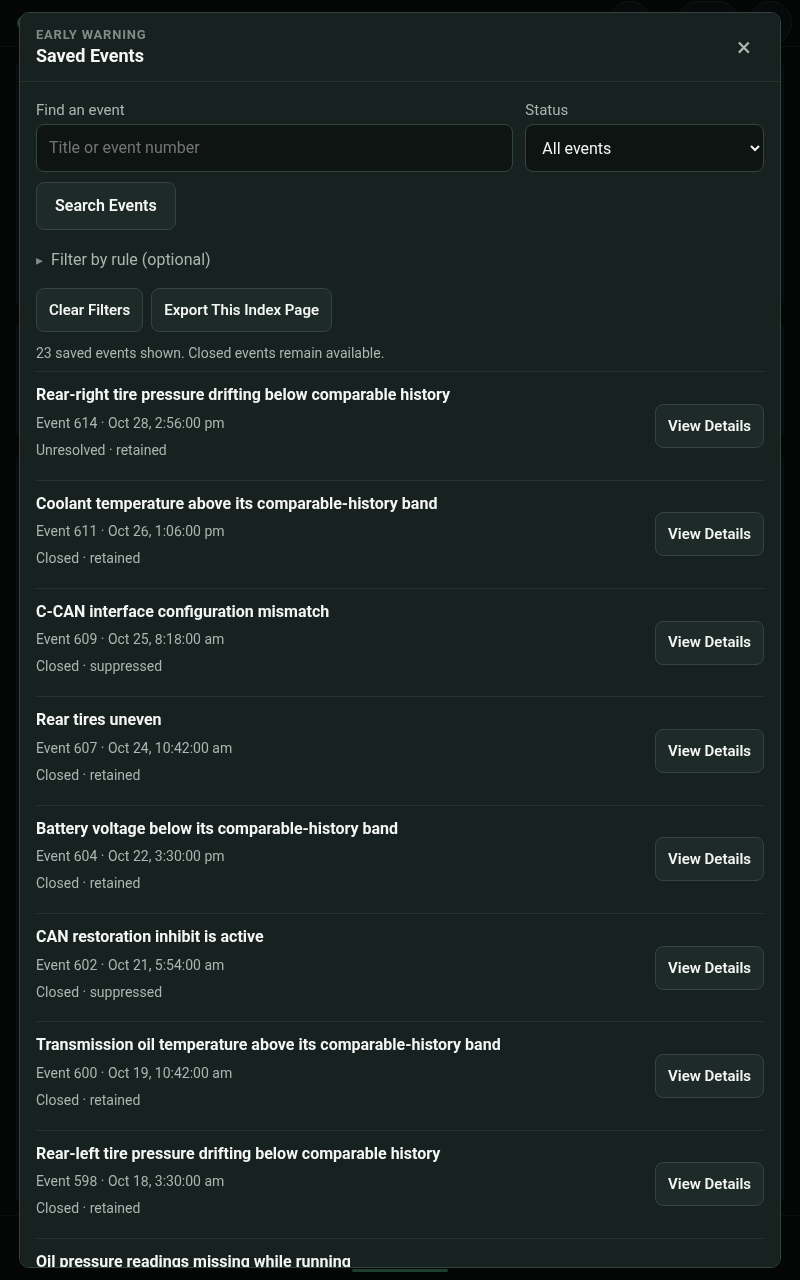 EARLY WARNING
Saved Events
×
Find an event
Status
Title or event number
All events
Search Events
▸ Filter by rule (optional)
Clear Filters
Export This Index Page
23 saved events shown. Closed events remain available.
Rear-right tire pressure drifting below comparable history
Event 614 · Oct 28, 2:56:00 pm
Unresolved · retained
View Details
Coolant temperature above its comparable-history band
Event 611 · Oct 26, 1:06:00 pm
Closed · retained
View Details
C-CAN interface configuration mismatch
Event 609 · Oct 25, 8:18:00 am
Closed · suppressed
View Details
Rear tires uneven
Event 607 · Oct 24, 10:42:00 am
Closed · retained
View Details
Battery voltage below its comparable-history band
Event 604 · Oct 22, 3:30:00 pm
Closed · retained
View Details
CAN restoration inhibit is active
Event 602 · Oct 21, 5:54:00 am
Closed · suppressed
View Details
Transmission oil temperature above its comparable-history band
Event 600 · Oct 19, 10:42:00 am
Closed · retained
View Details
Rear-left tire pressure drifting below comparable history
Event 598 · Oct 18, 3:30:00 am
Closed · retained
View Details
Oil pressure readings missing while running